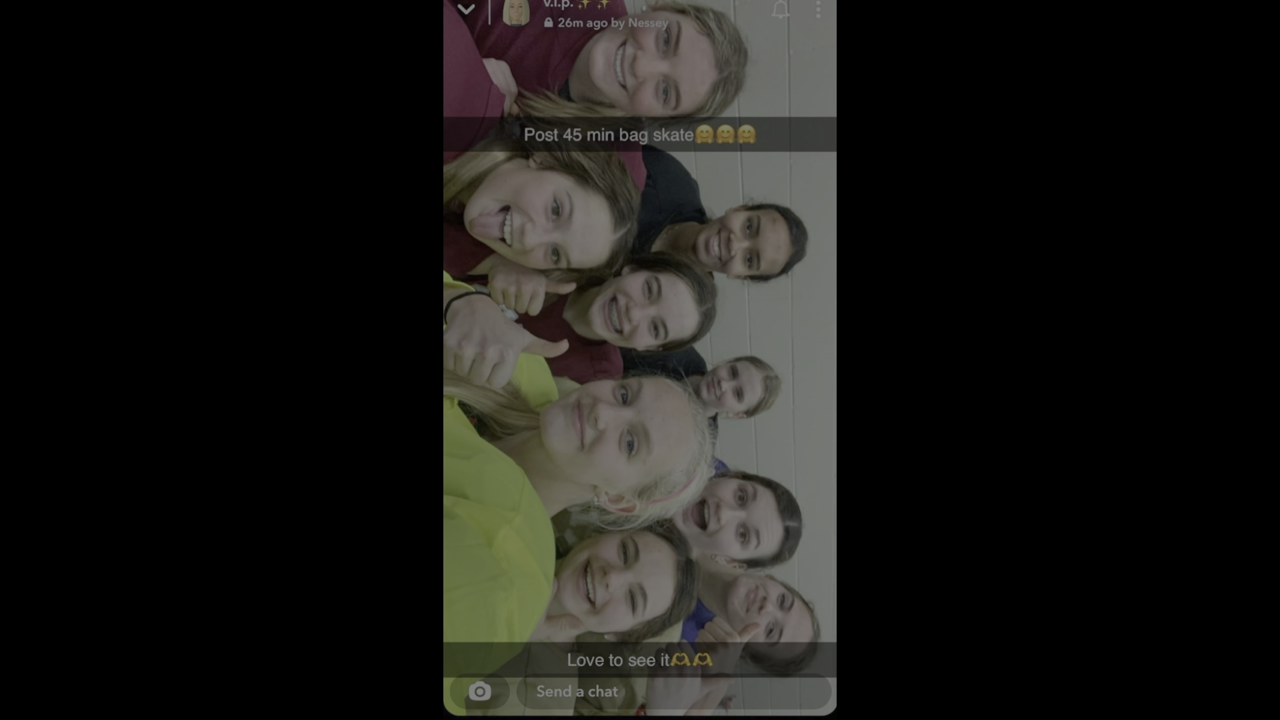 v.i.p.✨✨
26m ago by Nessey
Post 45 min bag skate🤗🤗🤗
Love to see it🫶🫶
Send a chat